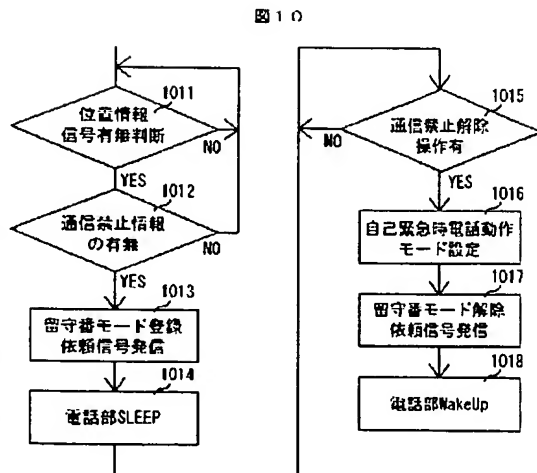 図10
1011
位置情報
信号有無判断
NO
YES
1012
通信禁止情報
の有無
NO
YES
1013
留守番モード登録
依頼信号発信
1014
電話部SLEEP
1015
通信禁止解除
操作有
NO
YES
1016
自己緊急時電話動作
モード設定
1017
留守番モード解除
依頼信号発信
1018
電話部WakeUp